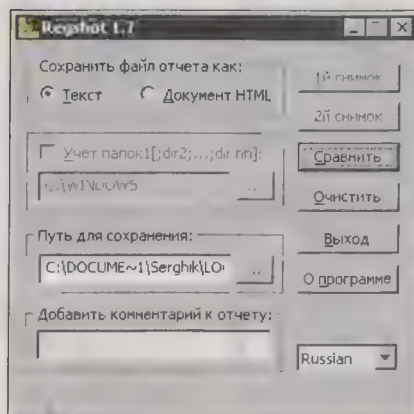 Regshot 1.7
Сохранить файл отчета как:
Текст
Документ HTML
1й снимок
2й снимок
Учет папок1[;dir2;...;dir nn]:
C:\WINDOWS
..
Сравнить
Очистить
Путь для сохранения:
C:\DOCUME~1\Serghik\LO
..
Выход
О программе
Добавить комментарий к отчету:
Russian